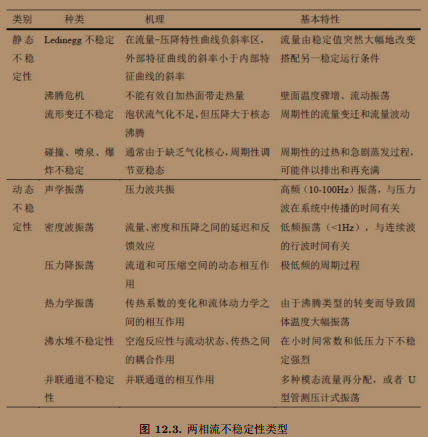 类别 种类 机理 基本特性
静态 Ledinegg 不稳定 在流量-压降特性曲线负斜率区， 流量由稳定值突然大幅地改变
不稳 外部特征曲线的斜率小于内部特 搭配另一稳定运行条件
定性 征曲线的斜率
沸腾危机 不能有效自加热面带走热量 壁面温度骤增、流动振荡
流形变迁不稳定 泡状流气化不足，但压降大于核态 周期性的流量变迁和流量波动
沸腾
碰撞、喷泉、爆 通常由于缺乏气化核心，周期性调 周期性的过热和急剧蒸发过程，
炸不稳定 节至稳态 可能件以排出和再充满
动态 声学振荡 压力波共振 高频（10-100Hz）振荡，与压力
不稳 波在系统中传播的时间有关
定性 密度波振荡 流量、密度和压降之间的延迟和反 低频振荡（<1Hz），与连续波
馈效应 的行波时间有关
压力降振荡 流道和可压缩空间的动态相互作 极低频的周期过程
用
热力学振荡 传热系数的变化和流体动力学之 由于沸腾类型的转变而导致固
间的相互作用 体温度大幅振荡
沸水堆不稳定性 空泡反应性与流动状态、传热之间 在小时间常数和低压力下不稳
的耦合作用 定强烈
并联通道不稳定 并联通道的相互作用 多种模态流量再分配，或者 U
性 型管测压计式振荡
图 12.3. 两相流不稳定性类型